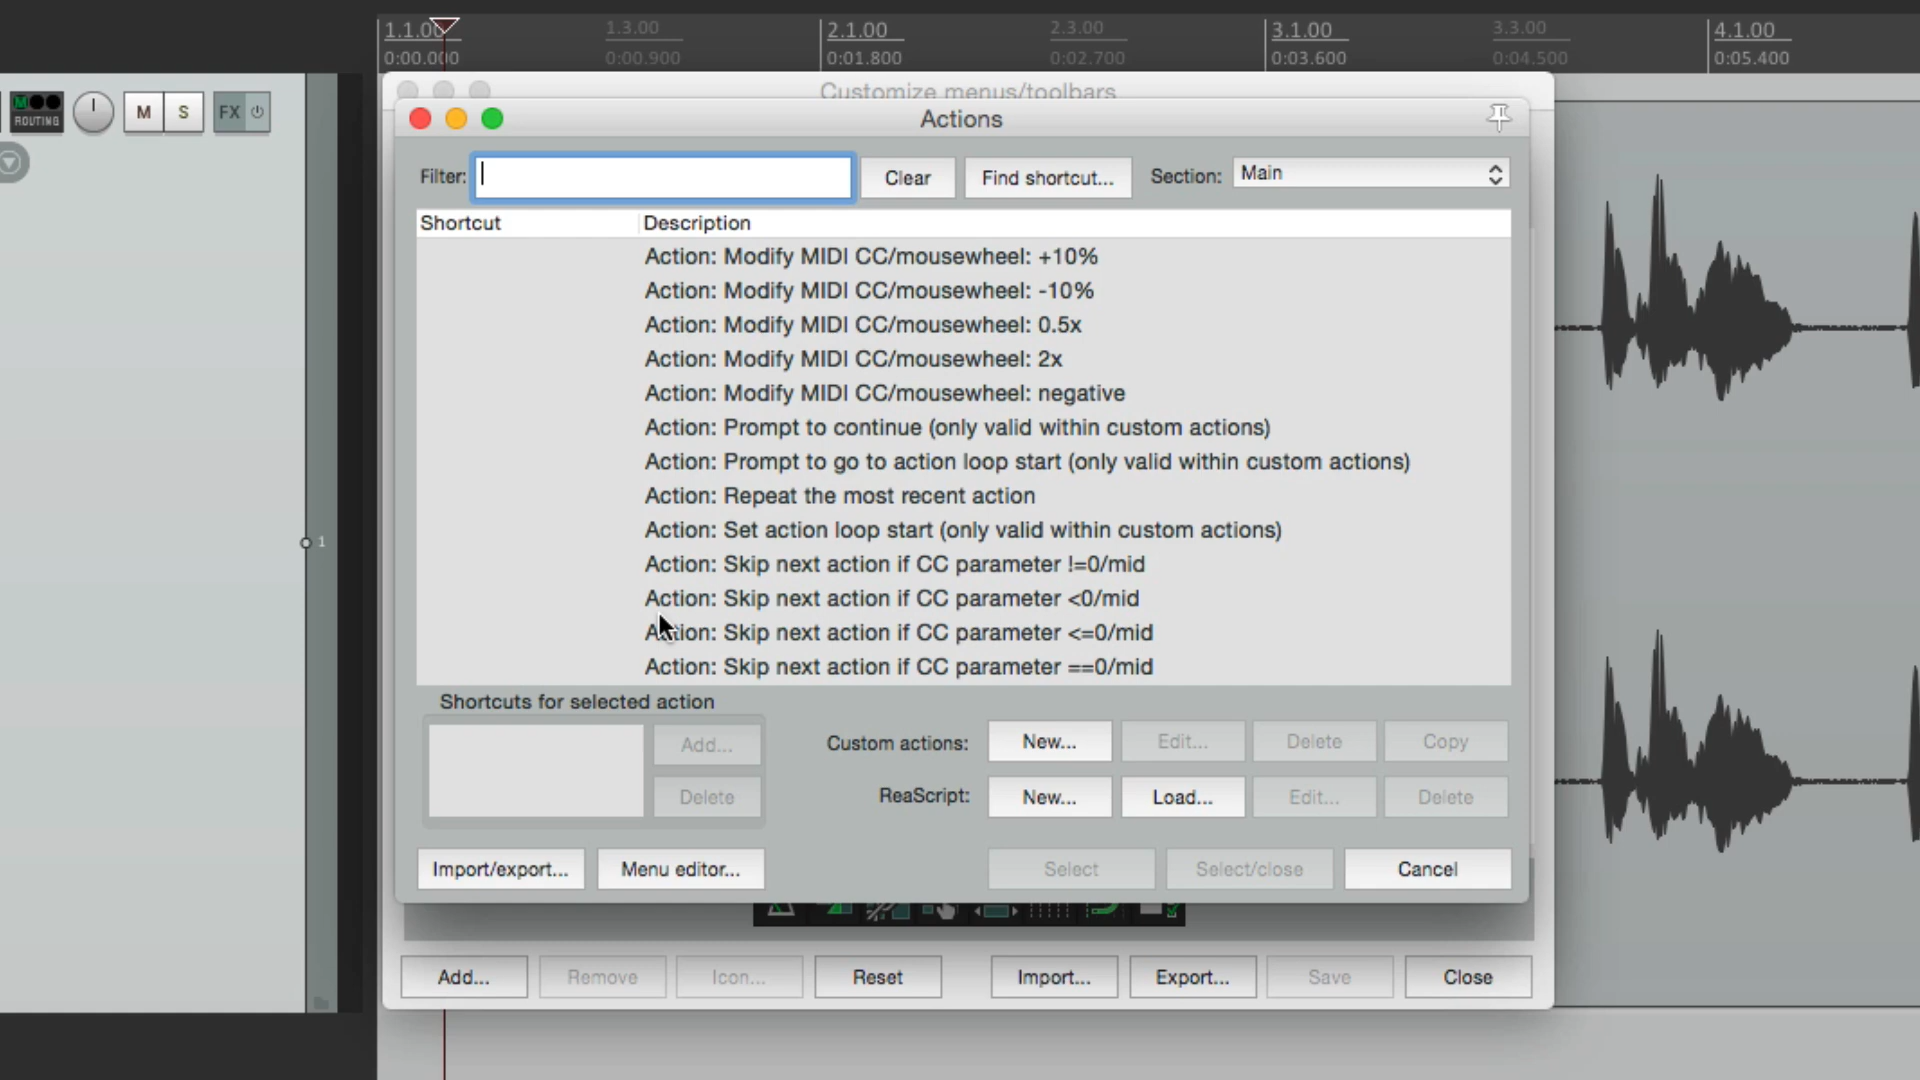 1.1.00 1.3.00 2.1.00 2.3.00 3.1.00 3.3.00 4.1.00
0:00.000 0:00.900 0:01.800 0:02.700 0:03.600 0:04.500 0:05.400
Customize menus/toolbars
M
ROUTING
M S FX
Actions
Filter: Clear Find shortcut... Section: Main
Shortcut Description
Action: Modify MIDI CC/mousewheel: +10%
Action: Modify MIDI CC/mousewheel: -10%
Action: Modify MIDI CC/mousewheel: 0.5x
Action: Modify MIDI CC/mousewheel: 2x
Action: Modify MIDI CC/mousewheel: negative
Action: Prompt to continue (only valid within custom actions)
Action: Prompt to go to action loop start (only valid within custom actions)
Action: Repeat the most recent action
Action: Set action loop start (only valid within custom actions)
1
Action: Skip next action if CC parameter !=0/mid
Action: Skip next action if CC parameter <0/mid
Action: Skip next action if CC parameter <=0/mid
Action: Skip next action if CC parameter ==0/mid
Shortcuts for selected action
Add... Custom actions: New... Edit... Delete Copy
Delete ReaScript: New... Load... Edit... Delete
Import/export... Menu editor... Select Select/close Cancel
Add... Remove Icon... Reset Import... Export... Save Close